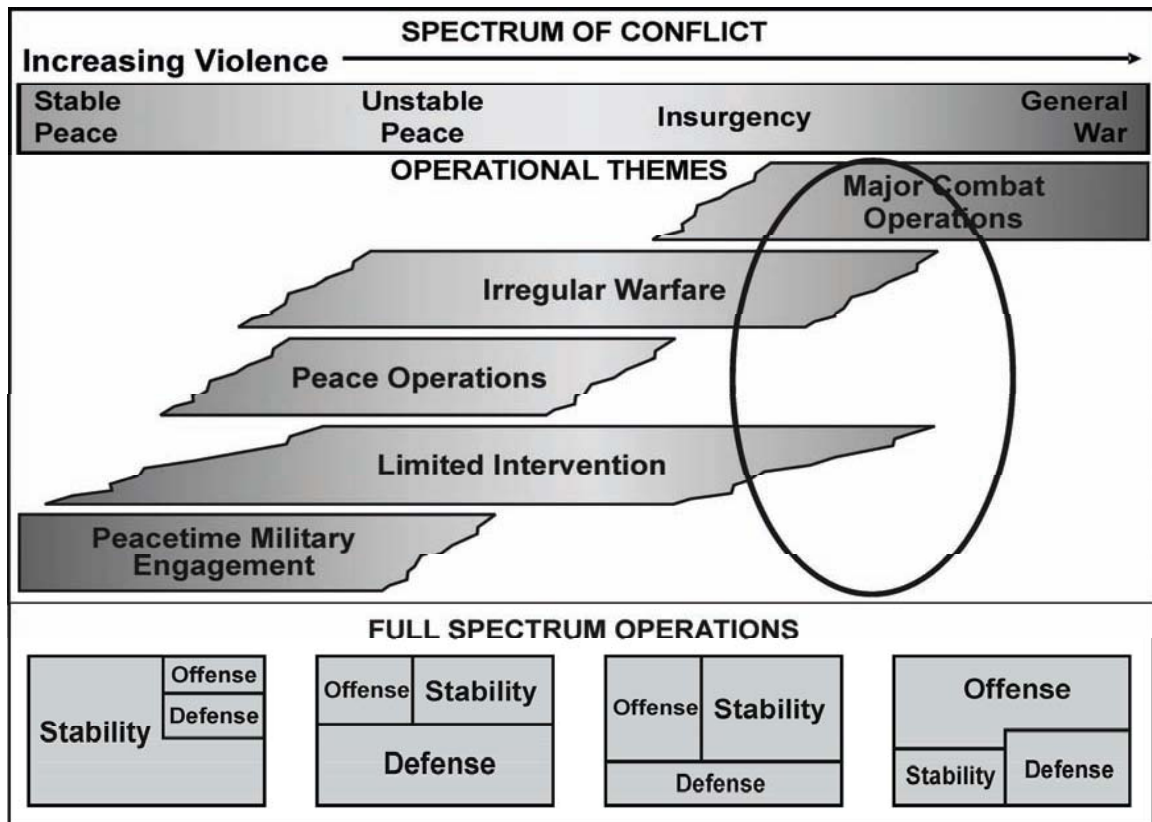 SPECTRUM OF CONFLICT
Increasing Violence
Stable
Peace
Unstable
Peace
Insurgency
General
War
OPERATIONAL THEMES
Major Combat
Operations
Irregular Warfare
Peace Operations
Limited Intervention
Peacetime Military
Engagement
FULL SPECTRUM OPERATIONS
Stability
Offense
Defense
Offense
Stability
Defense
Offense
Stability
Defense
Offense
Stability
Defense